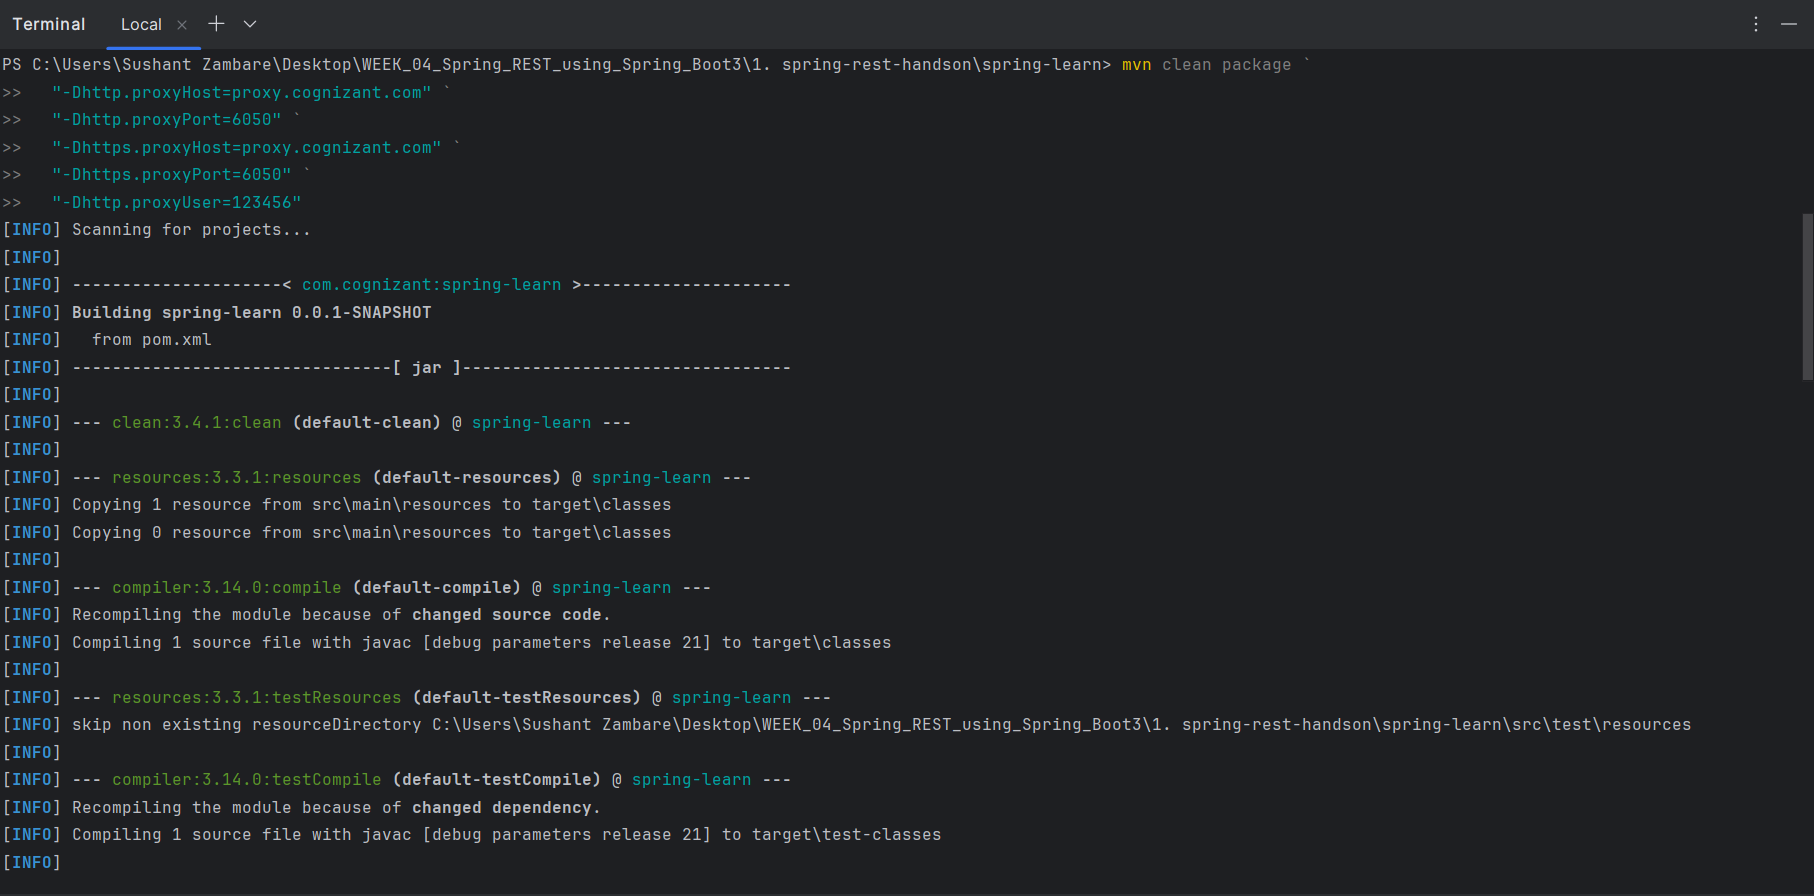 Terminal Local
PS C:\Users\Sushant Zambare\Desktop\WEEK_04_Spring_REST_using_Spring_Boot3\1. spring-rest-handson\spring-learn> mvn clean package `
>>   "-Dhttp.proxyHost=proxy.cognizant.com" `
>>   "-Dhttp.proxyPort=6050" `
>>   "-Dhttps.proxyHost=proxy.cognizant.com" `
>>   "-Dhttps.proxyPort=6050" `
>>   "-Dhttp.proxyUser=123456"
[INFO] Scanning for projects...
[INFO]
[INFO] ---------------------< com.cognizant:spring-learn >---------------------
[INFO] Building spring-learn 0.0.1-SNAPSHOT
[INFO]   from pom.xml
[INFO] --------------------------------[ jar ]---------------------------------
[INFO]
[INFO] --- clean:3.4.1:clean (default-clean) @ spring-learn ---
[INFO]
[INFO] --- resources:3.3.1:resources (default-resources) @ spring-learn ---
[INFO] Copying 1 resource from src\main\resources to target\classes
[INFO] Copying 0 resource from src\main\resources to target\classes
[INFO]
[INFO] --- compiler:3.14.0:compile (default-compile) @ spring-learn ---
[INFO] Recompiling the module because of changed source code.
[INFO] Compiling 1 source file with javac [debug parameters release 21] to target\classes
[INFO]
[INFO] --- resources:3.3.1:testResources (default-testResources) @ spring-learn ---
[INFO] skip non existing resourceDirectory C:\Users\Sushant Zambare\Desktop\WEEK_04_Spring_REST_using_Spring_Boot3\1. spring-rest-handson\spring-learn\src\test\resources
[INFO]
[INFO] --- compiler:3.14.0:testCompile (default-testCompile) @ spring-learn ---
[INFO] Recompiling the module because of changed dependency.
[INFO] Compiling 1 source file with javac [debug parameters release 21] to target\test-classes
[INFO]